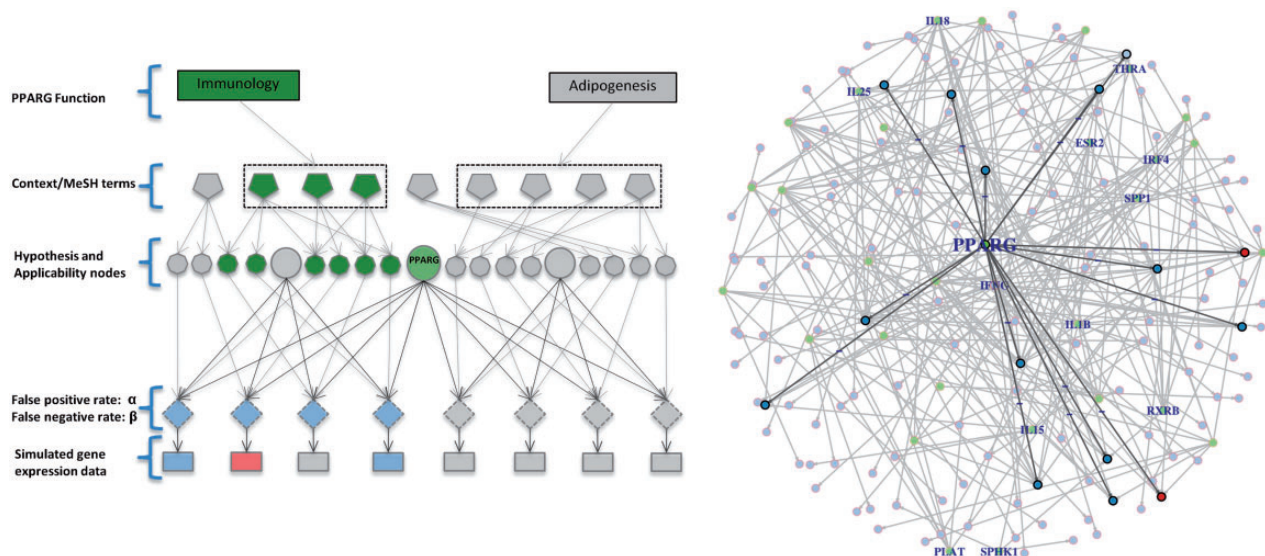 PPARG Function
Immunology
Adipogenesis
Context/MeSH terms
Hypothesis and
Applicability nodes
PPARG
False positive rate: α
False negative rate: β
Simulated gene
expression data
IL18
THRA
IL25
ESR2
IRF4
SPP1
PPARG
IFNG
IL1B
RXRB
IL15
PLAT
SPHK1